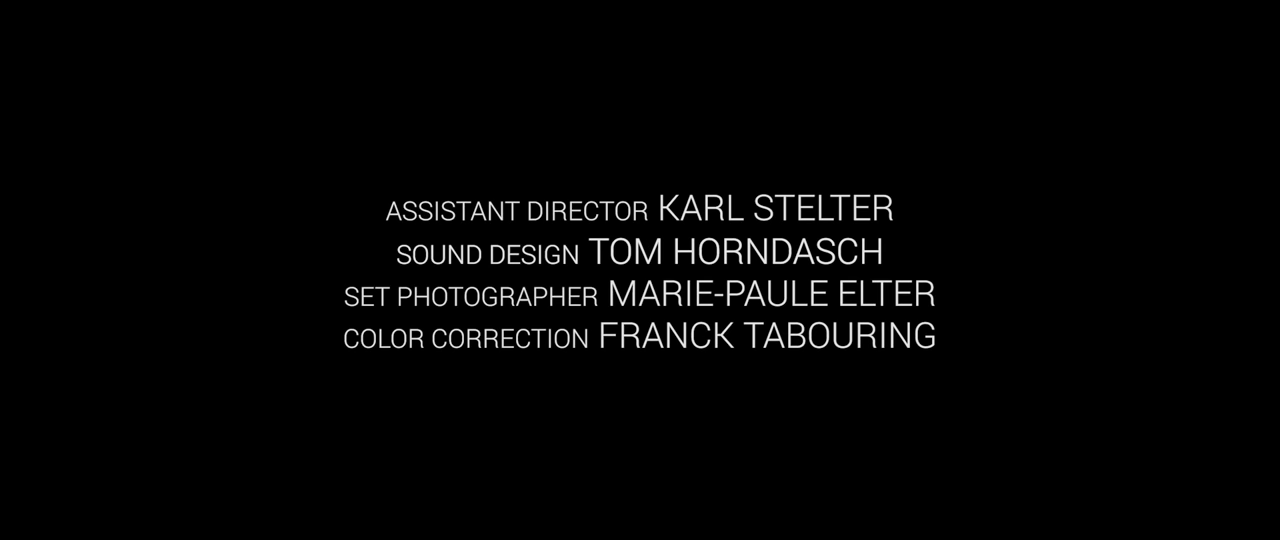 ASSISTANT DIRECTOR KARL STELTER
SOUND DESIGN TOM HORNDASCH
SET PHOTOGRAPHER MARIE-PAULE ELTER
COLOR CORRECTION FRANCK TABOURING